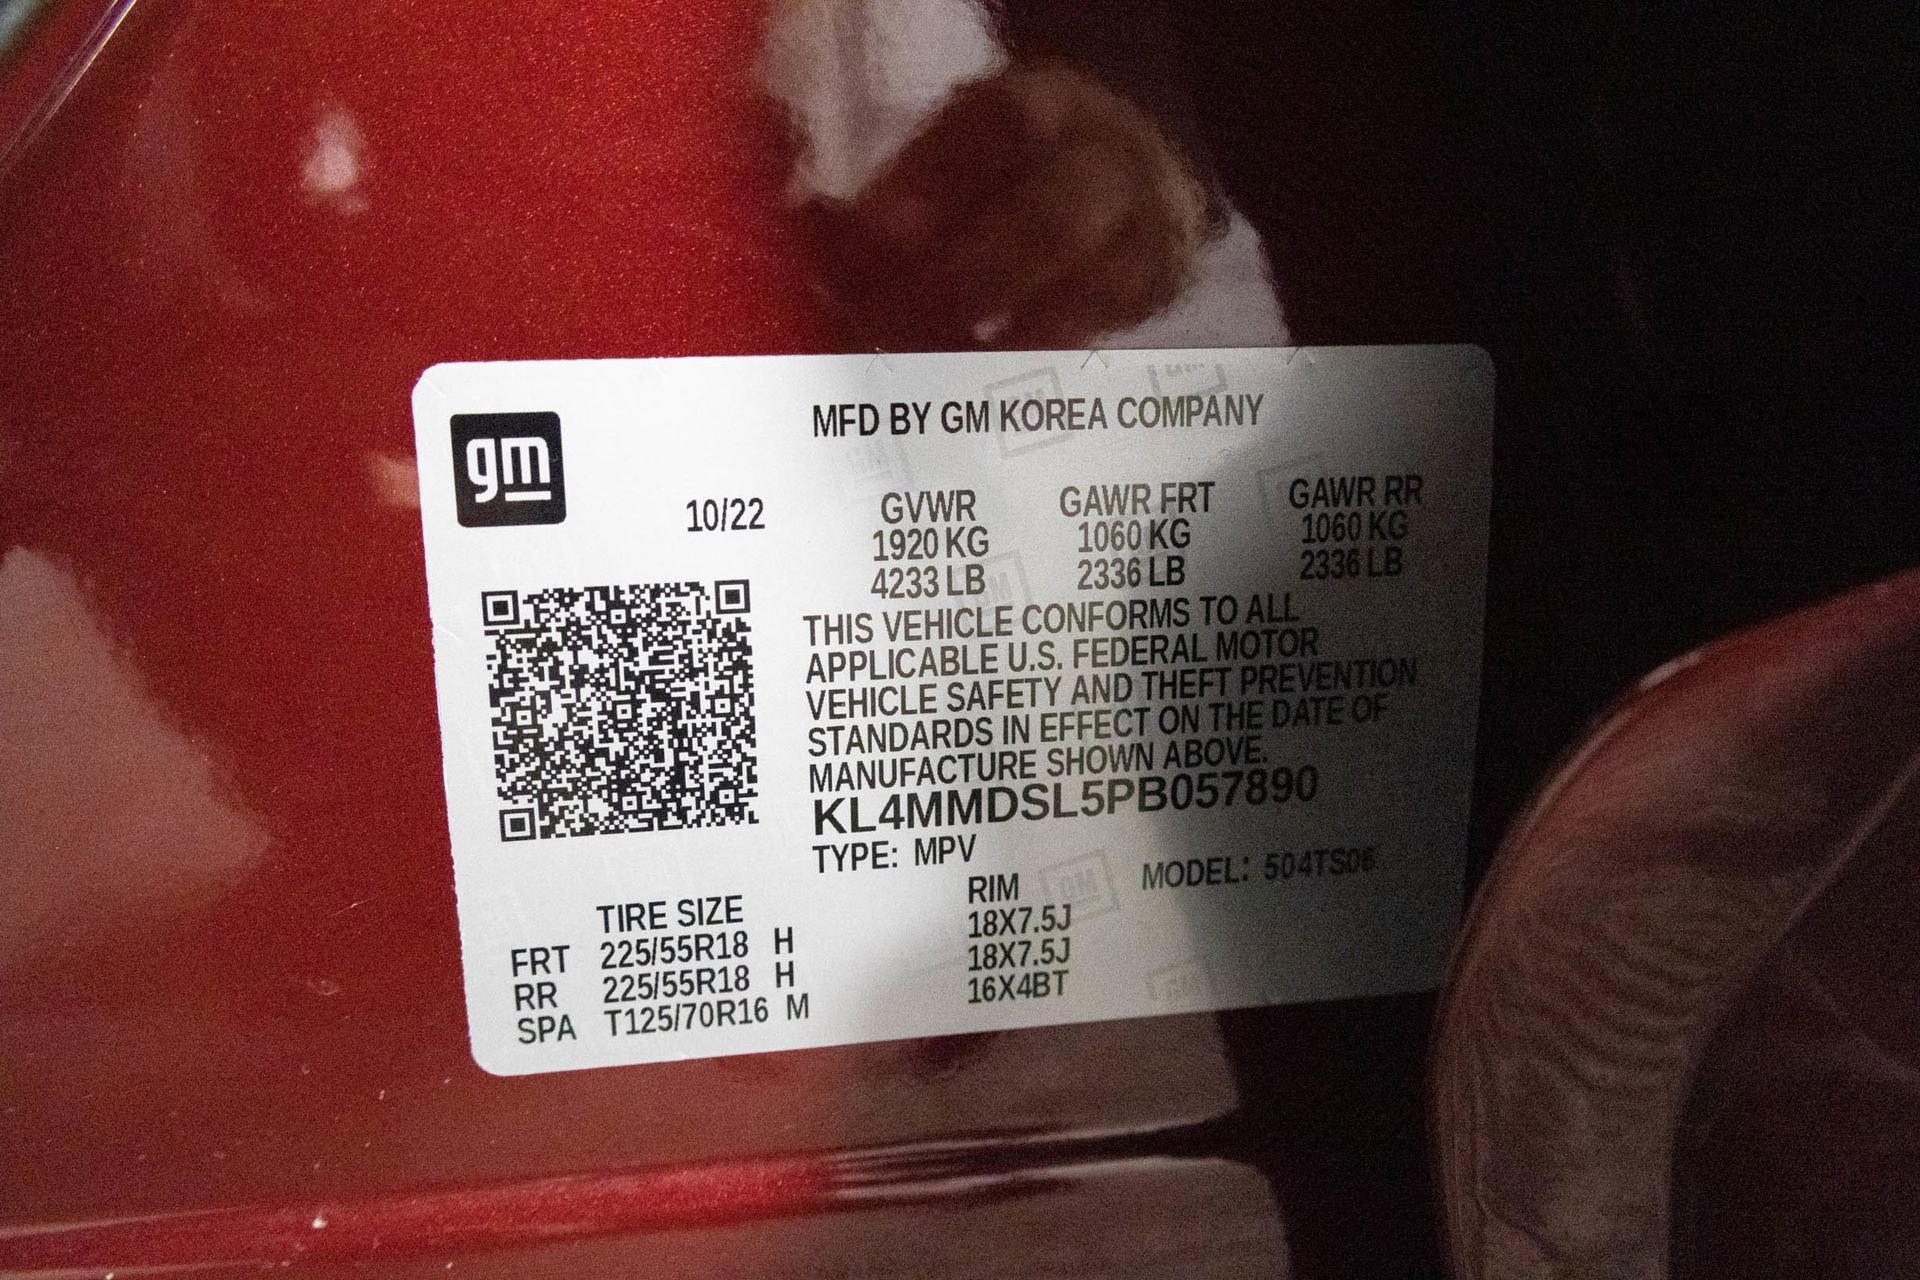 gm
MFD BY GM KOREA COMPANY
10/22
GVWR GAWR FRT GAWR RR
1920 KG 1060 KG 1060 KG
4233 LB 2336 LB 2336 LB
THIS VEHICLE CONFORMS TO ALL
APPLICABLE U.S. FEDERAL MOTOR
VEHICLE SAFETY AND THEFT PREVENTION
STANDARDS IN EFFECT ON THE DATE OF
MANUFACTURE SHOWN ABOVE.
KL4MMDSL5PB057890
TYPE: MPV MODEL: 504TS06
TIRE SIZE RIM
FRT 225/55R18 H 18X7.5J
RR 225/55R18 H 18X7.5J
SPA T125/70R16 M 16X4BT